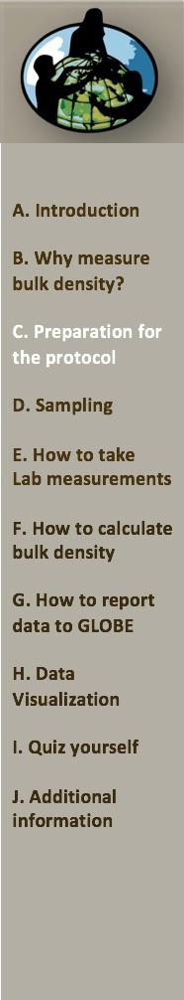 A. Introduction
B. Why measure
bulk density?
C. Preparation for
the protocol
D. Sampling
E. How to take
Lab measurements
F. How to calculate
bulk density
G. How to report
data to GLOBE
H. Data
Visualization
I. Quiz yourself
J. Additional
information